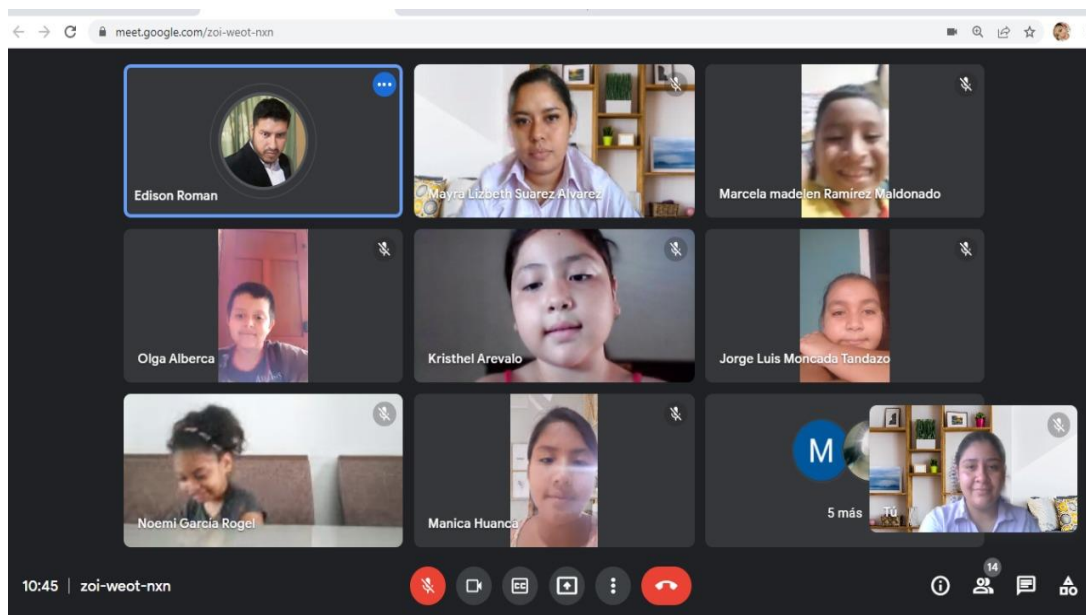 meet.google.com/zoi-weot-nxn
Edison Roman
Mayra Lizbeth Suarez Alvarez
Marcela madelen Ramírez Maldonado
Olga Alberca
Kristhel Arevalo
Jorge Luis Moncada Tandazo
Noemi García Rogel
Manica Huanca
M
5 más
Tú
10:45 | zoi-weot-nxn
CC
14